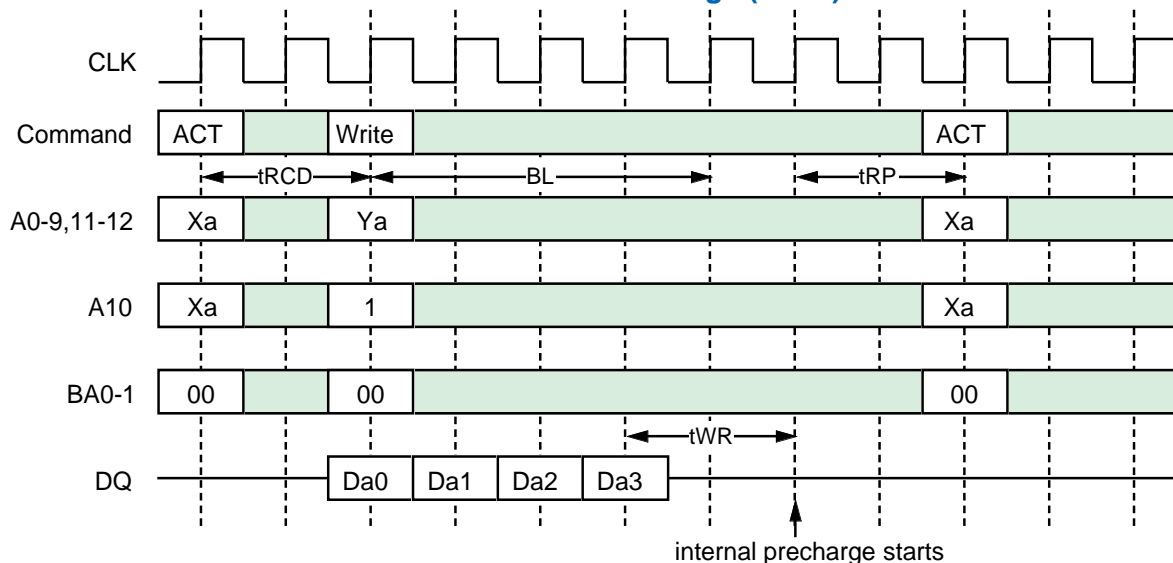 CLK
Command ACT Write ACT
tRCD BL tRP
A0-9,11-12 Xa Ya Xa
A10 Xa 1 Xa
BA0-1 00 00 00
tWR
DQ Da0 Da1 Da2 Da3
internal precharge starts